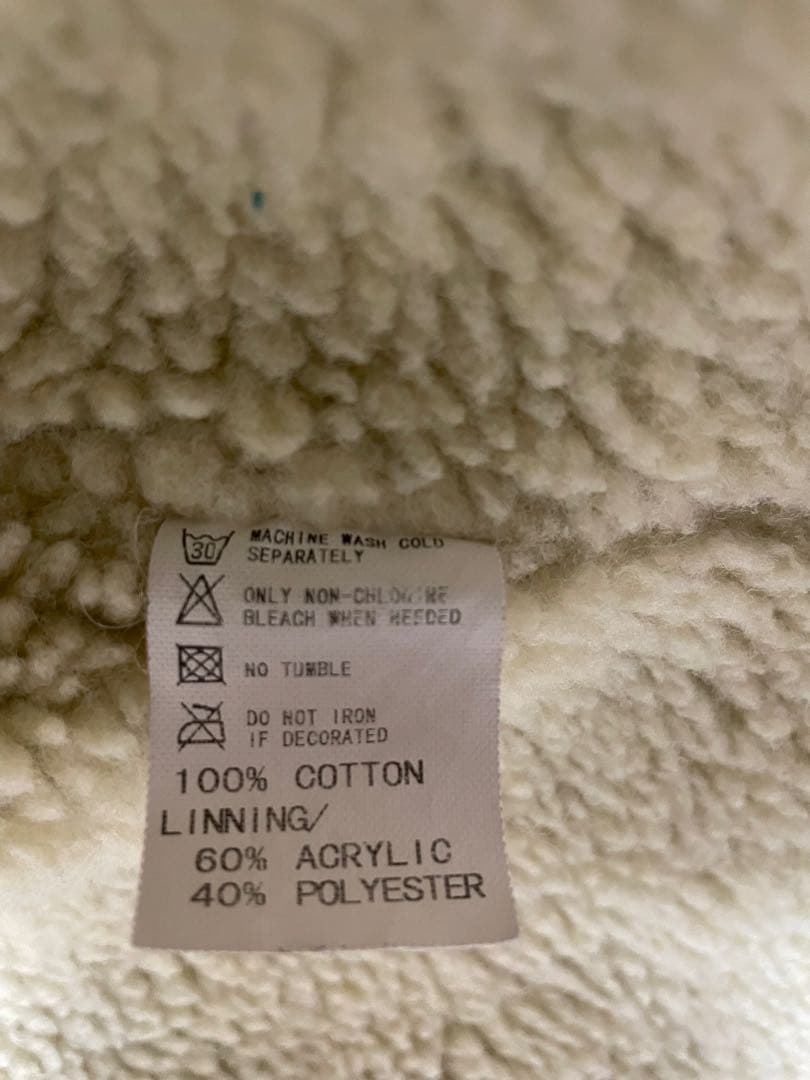 30 MACHINE WASH COLD
SEPARATELY
ONLY NON-CHLORINE
BLEACH WHEN NEEDED
NO TUMBLE
DO NOT IRON
IF DECORATED
100% COTTON
LINNING/
60% ACRYLIC
40% POLYESTER